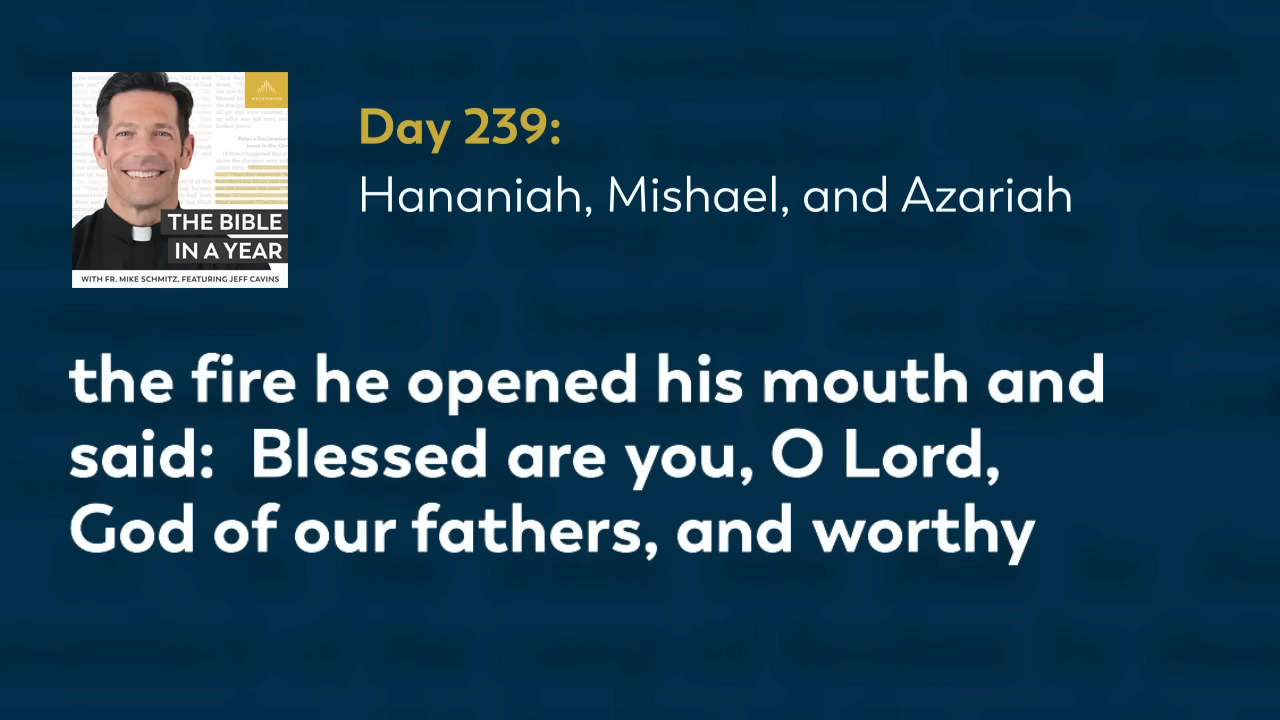 ASCENSION
THE BIBLE
IN A YEAR
WITH FR. MIKE SCHMITZ, FEATURING JEFF CAVINS
Day 239:
Hananiah, Mishael, and Azariah
the fire he opened his mouth and
said: Blessed are you, O Lord,
God of our fathers, and worthy